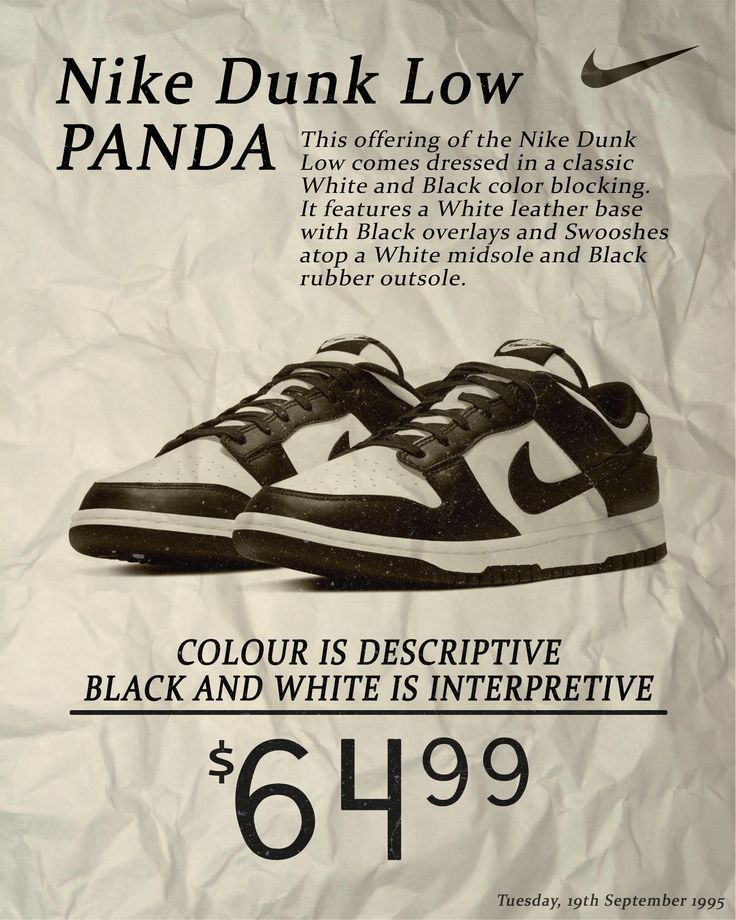 Nike Dunk Low
PANDA
This offering of the Nike Dunk
Low comes dressed in a classic
White and Black color blocking.
It features a White leather base
with Black overlays and Swooshes
atop a White midsole and Black
rubber outsole.
COLOUR IS DESCRIPTIVE
BLACK AND WHITE IS INTERPRETIVE
$6499
Tuesday, 19th September 1995